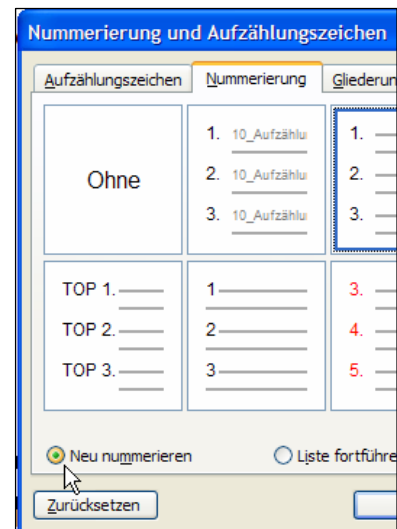 Nummerierung und Aufzählungszeichen
Aufzählungszeichen Nummerierung Gliederun
Ohne
1. 10_Aufzählu
2. 10_Aufzählu
3. 10_Aufzählu
1.
2.
3.
TOP 1.
TOP 2.
TOP 3.
1
2
3
3.
4.
5.
Neu nummerieren Liste fortführe
Zurücksetzen